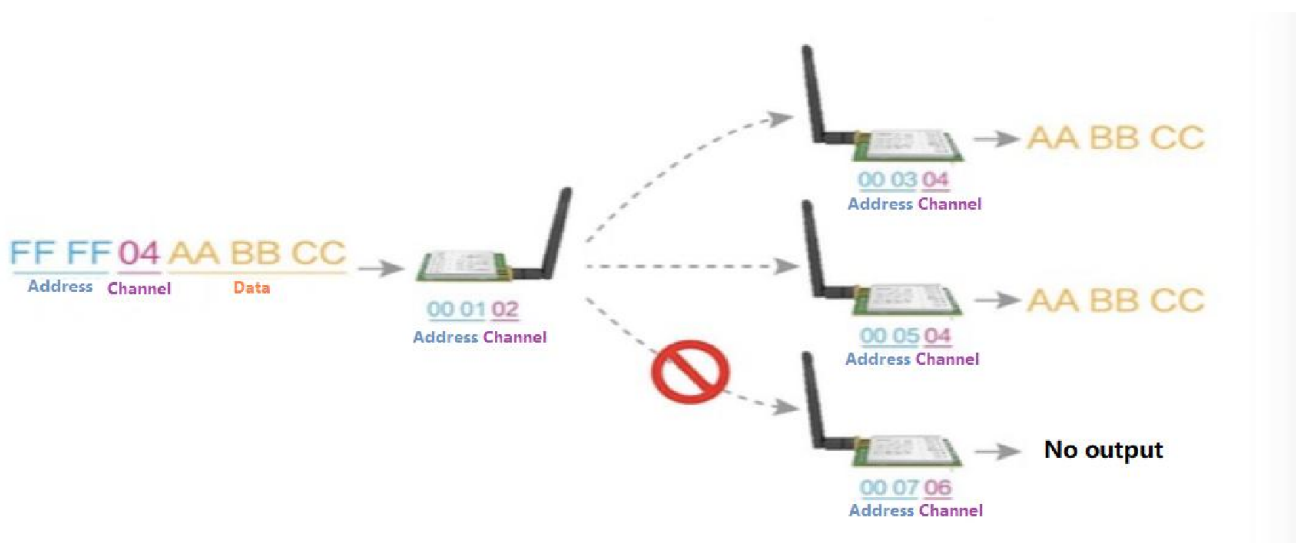 FF FF 04 AA BB CC
Address Channel Data
00 01 02
Address Channel
AA BB CC
00 03 04
Address Channel
AA BB CC
00 05 04
Address Channel
No output
00 07 06
Address Channel